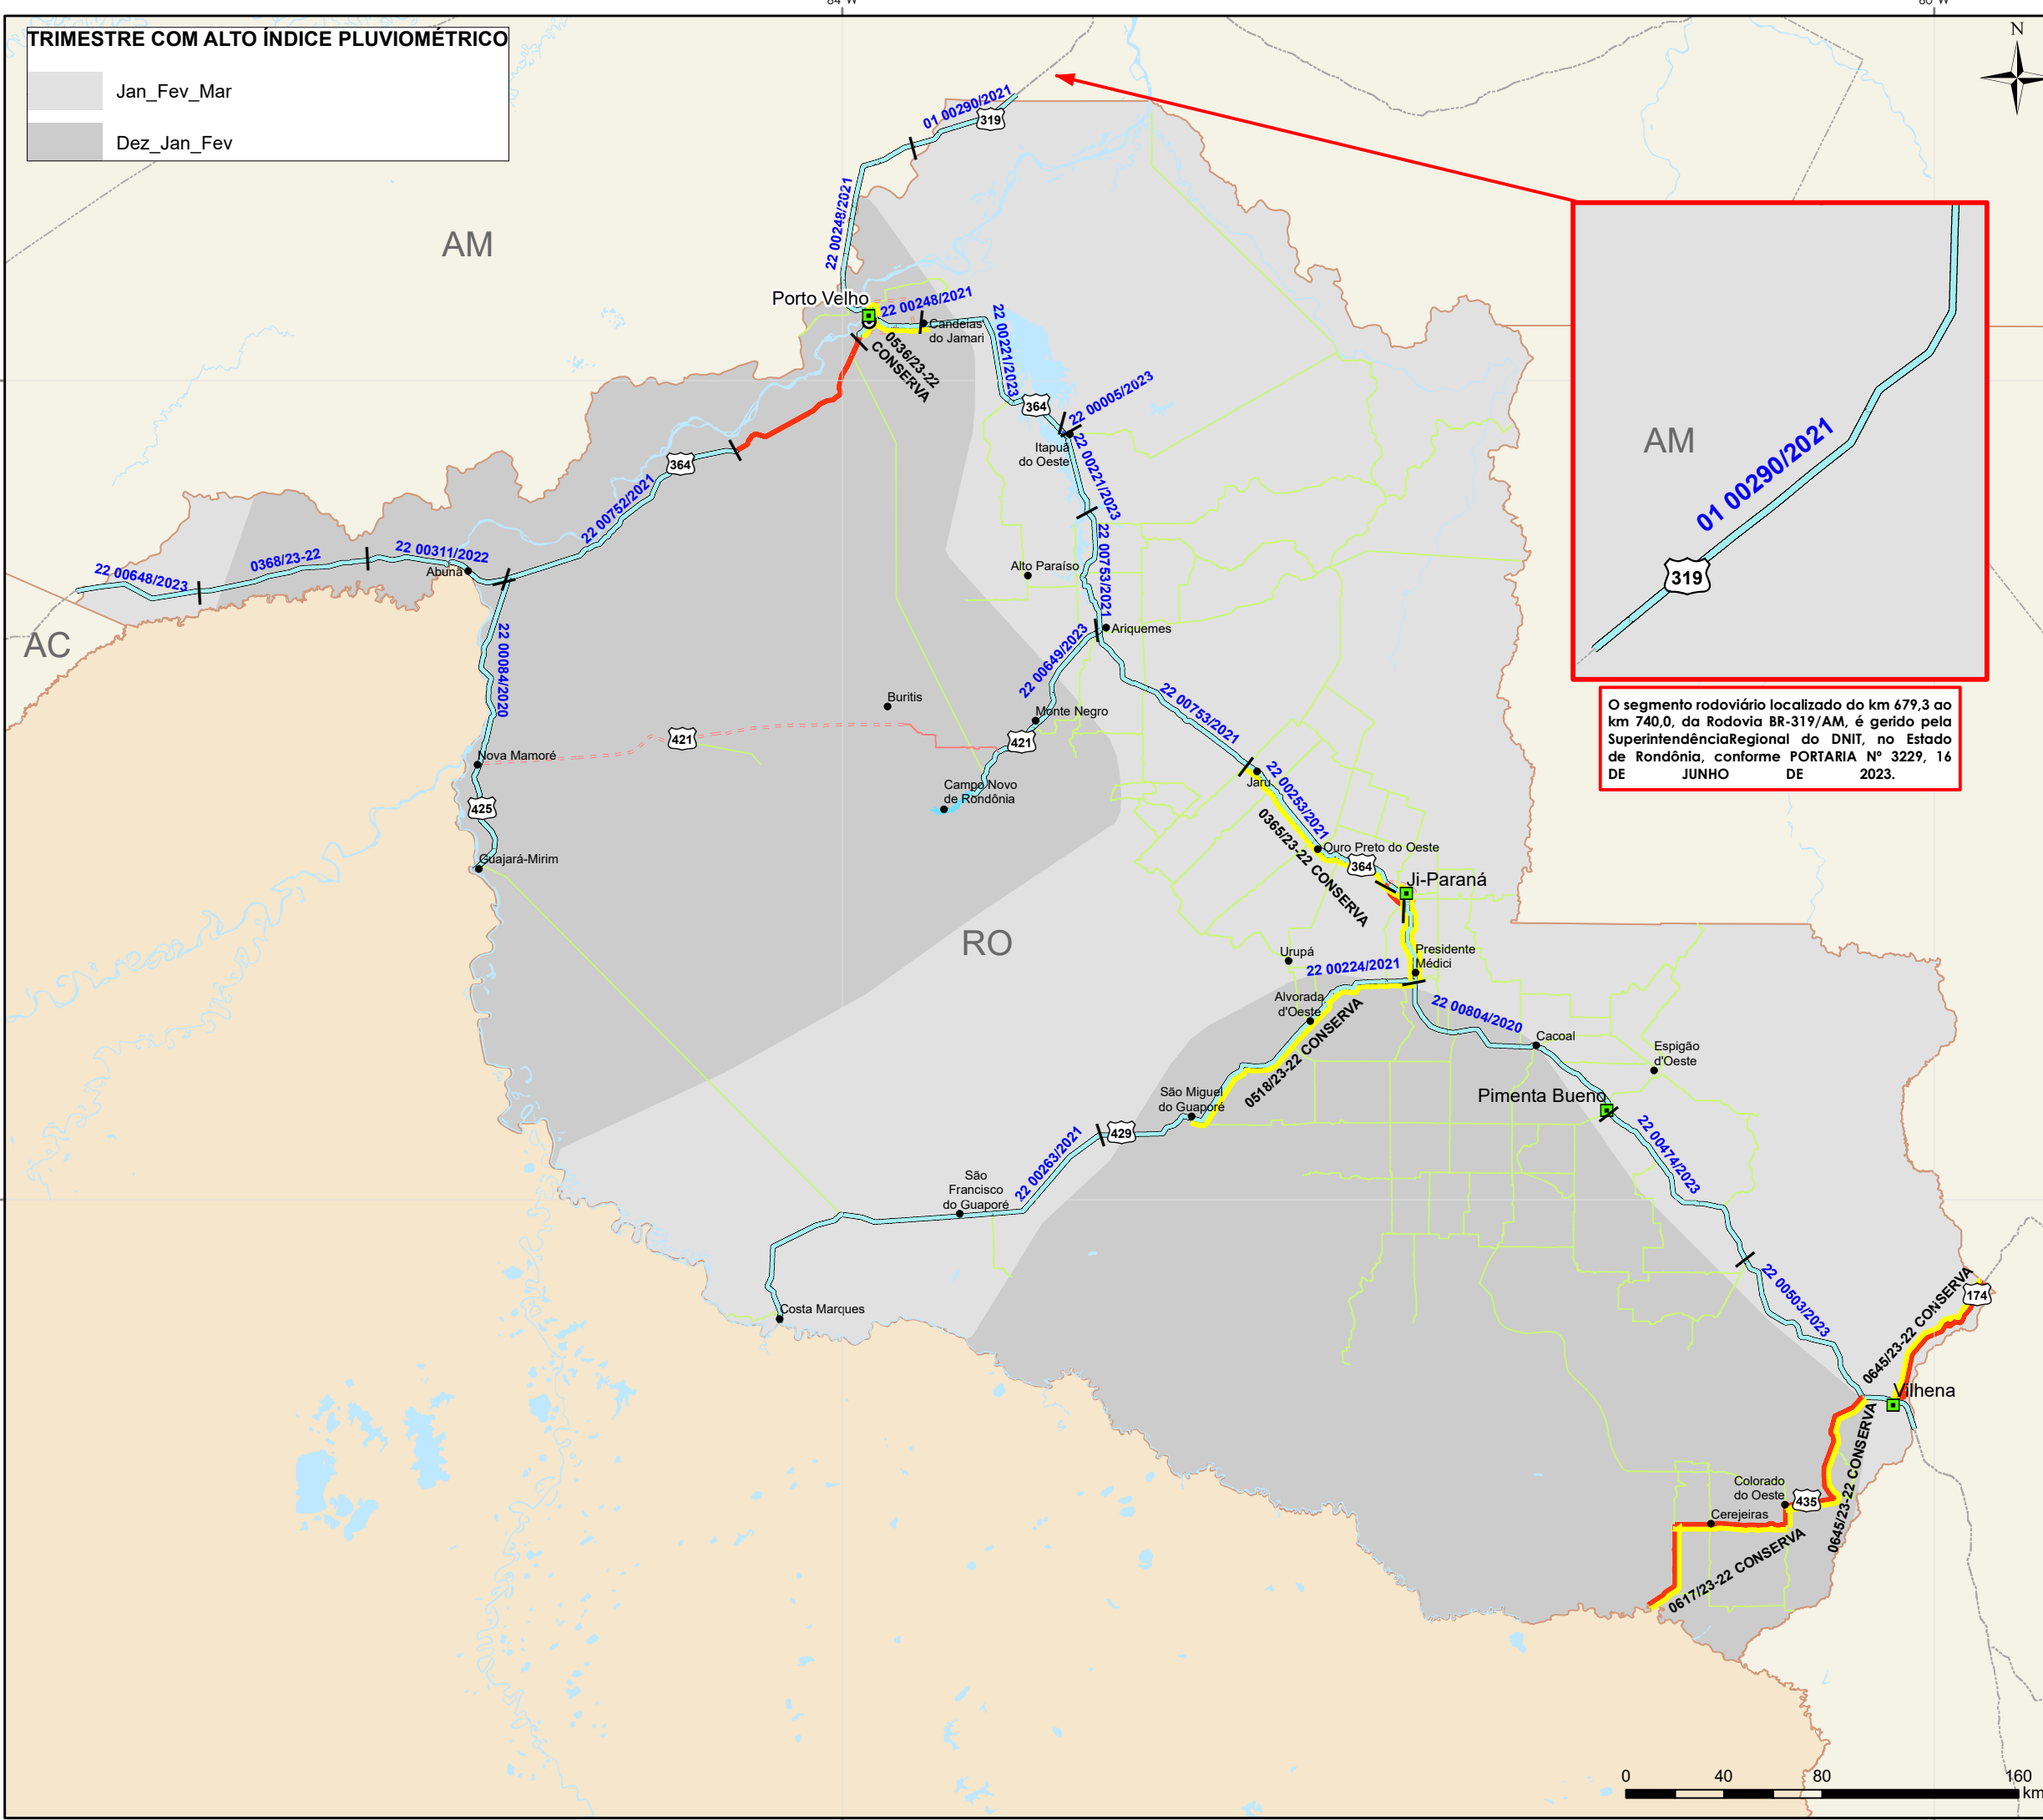 84°W
80°W
TRIMESTRE COM ALTO ÍNDICE PLUVIOMÉTRICO
Jan_Fev_Mar
Dez_Jan_Fev
N
01 00290/2021
319
22 00248/2021
AM
Porto Velho
22 00248/2021
Candeias
do Jamari
0536/23-22
CONSERVA
22 00221/2023
364
22 00005/2023
Itapuã
do Oeste
22 00221/2023
AM
01 00290/2021
319
364
22 00752/2021
22 00648/2023
0368/23-22
22 00311/2022
Abunã
22 00753/2021
Alto Paraíso
Ariquemes
AC
22 00084/2020
22 00649/2023
Buritis
Monte Negro
22 00753/2021
421
421
Nova Mamoré
O segmento rodoviário localizado do km 679,3 ao
km 740,0, da Rodovia BR-319/AM, é gerido pela
SuperintendênciaRegional do DNIT, no Estado
de Rondônia, conforme PORTARIA Nº 3229, 16
DE JUNHO DE 2023.
Campo Novo
de Rondônia
Jaru
22 00253/2021
425
0365/23-22 CONSERVA
Ouro Preto do Oeste
364
Guajará-Mirim
Ji-Paraná
RO
Urupá
Presidente
Médici
22 00224/2021
Alvorada
d'Oeste
22 00804/2020
Cacoal
Espigão
d'Oeste
0518/23-22 CONSERVA
São Miguel
do Guaporé
Pimenta Bueno
429
22 00263/2021
22 00474/2023
São
Francisco
do Guaporé
22 00503/2023
0645/23-22 CONSERVA
174
Costa Marques
Vilhena
0645/23-22 CONSERVA
Colorado
do Oeste
435
Cerejeiras
0617/23-22 CONSERVA
0 40 80 160
km